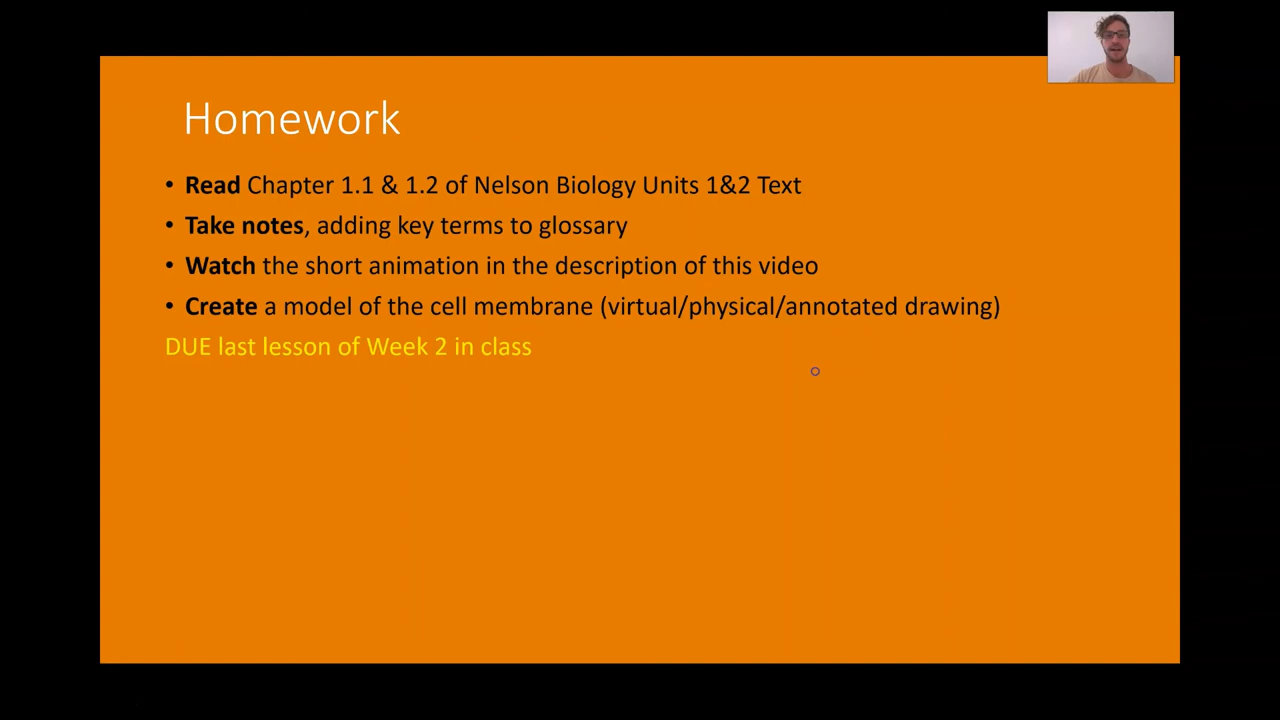 Homework
• Read Chapter 1.1 & 1.2 of Nelson Biology Units 1&2 Text
• Take notes, adding key terms to glossary
• Watch the short animation in the description of this video
• Create a model of the cell membrane (virtual/physical/annotated drawing)
DUE last lesson of Week 2 in class